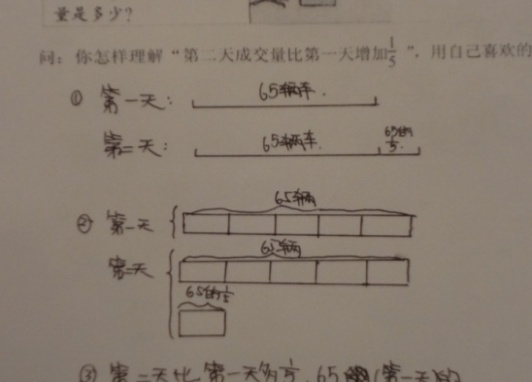 量是多少?
问: 你怎样理解“第二天成交量比第一天增加1/5”, 用自己喜欢的
① 第一天: 65辆车.
第二天: 65辆车. 65的1/5.
② 第一天 65辆
第二天 65辆
65的1/5
③ 第二天比第一天多1/5, 65 (第一天)的